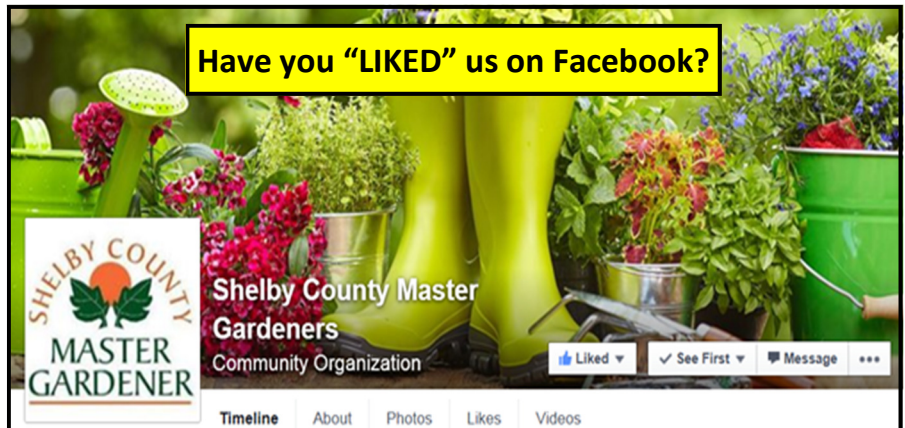 Have you “LIKED” us on Facebook?
SHELBY COUNTY
MASTER
GARDENER
Shelby County Master
Gardeners
Community Organization
Liked
See First
Message
Timeline About Photos Likes Videos